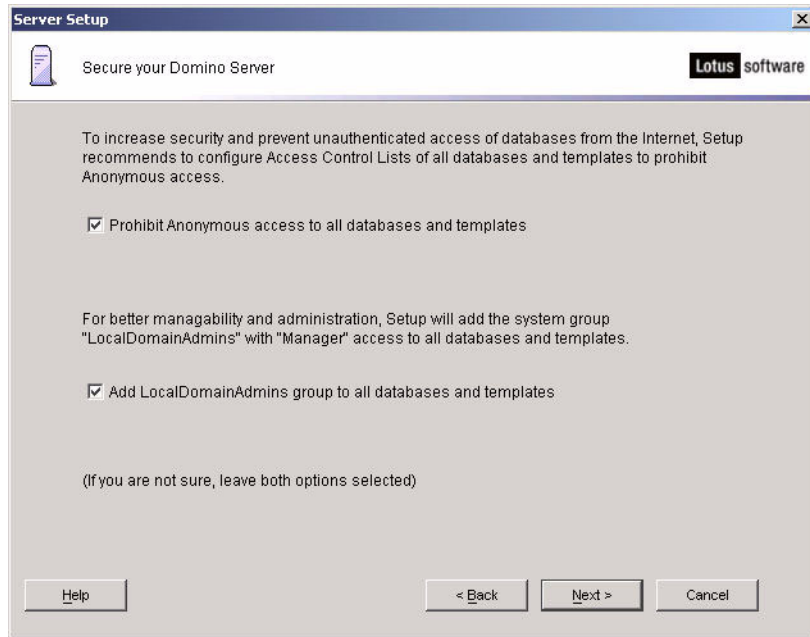 Server Setup
Secure your Domino Server
Lotus software
To increase security and prevent unauthenticated access of databases from the Internet, Setup
recommends to configure Access Control Lists of all databases and templates to prohibit
Anonymous access.
Prohibit Anonymous access to all databases and templates
For better managability and administration, Setup will add the system group
"LocalDomainAdmins" with "Manager" access to all databases and templates.
Add LocalDomainAdmins group to all databases and templates
(If you are not sure, leave both options selected)
Help
< Back
Next >
Cancel